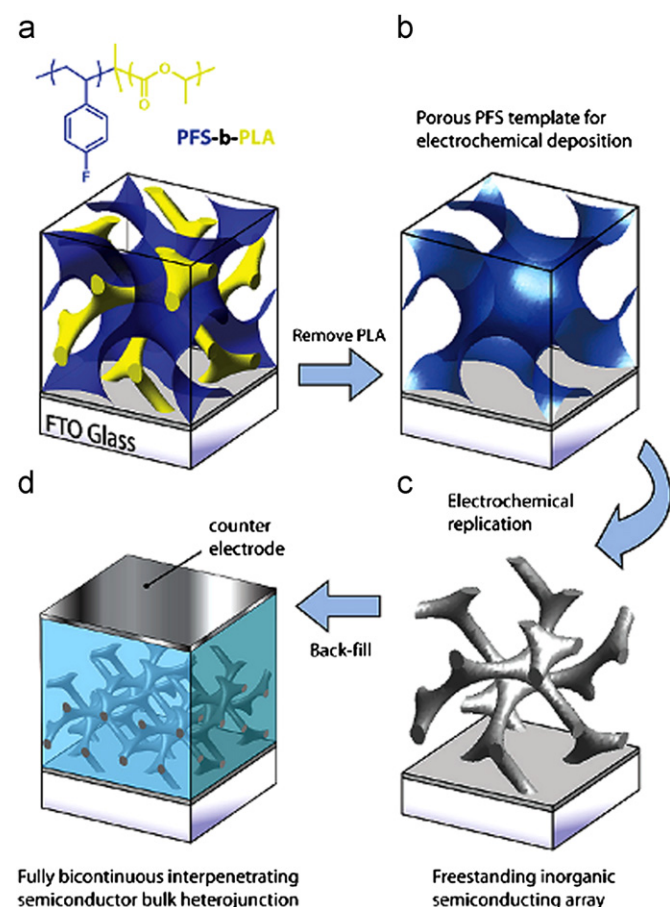 a
O
O
F
PFS-b-PLA
FTO Glass
Remove PLA
b
Porous PFS template for
electrochemical deposition
c
Electrochemical
replication
Freestanding inorganic
semiconducting array
Back-fill
d
counter
electrode
Fully bicontinuous interpenetrating
semiconductor bulk heterojunction